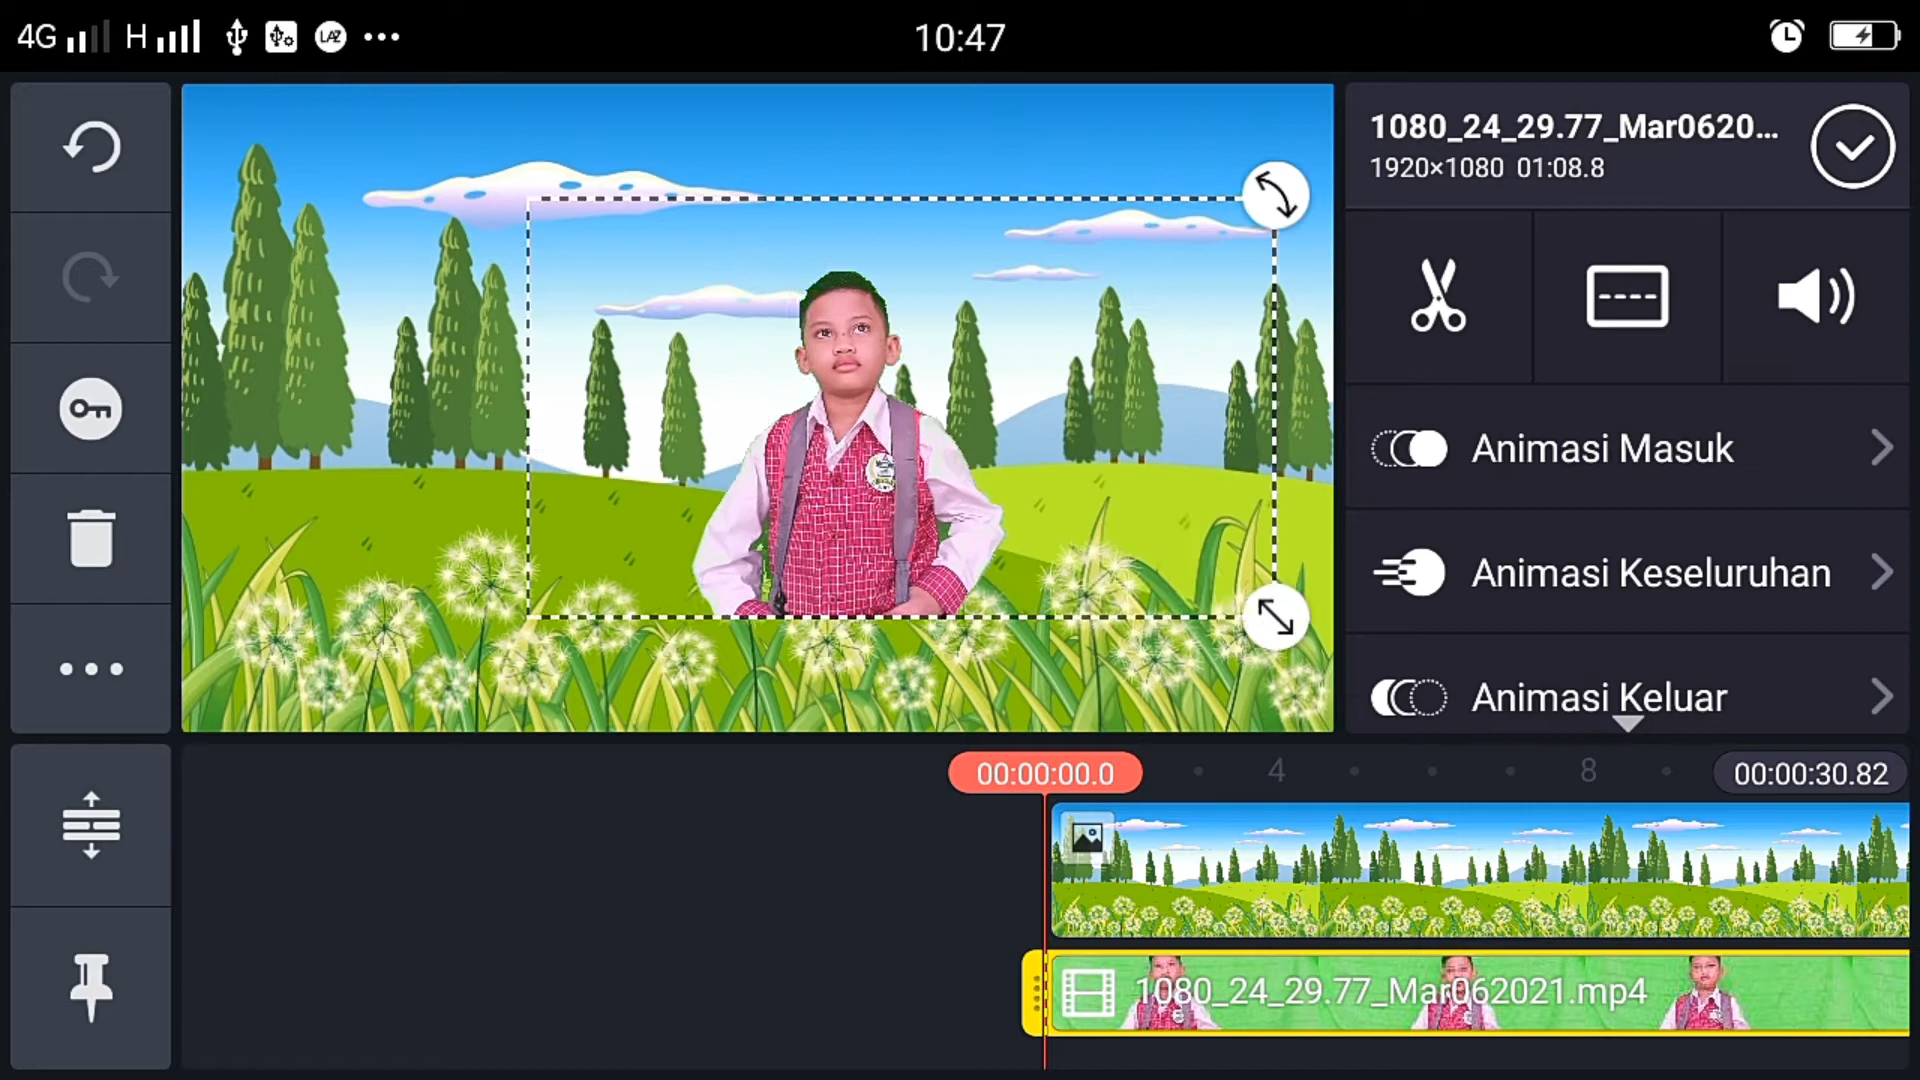 4G H LAZ 10:47
1080_24_29.77_Mar0620...
1920×1080 01:08.8
Animasi Masuk
Animasi Keseluruhan
Animasi Keluar
00:00:00.0 4 8 00:00:30.82
1080_24_29.77_Mar062021.mp4